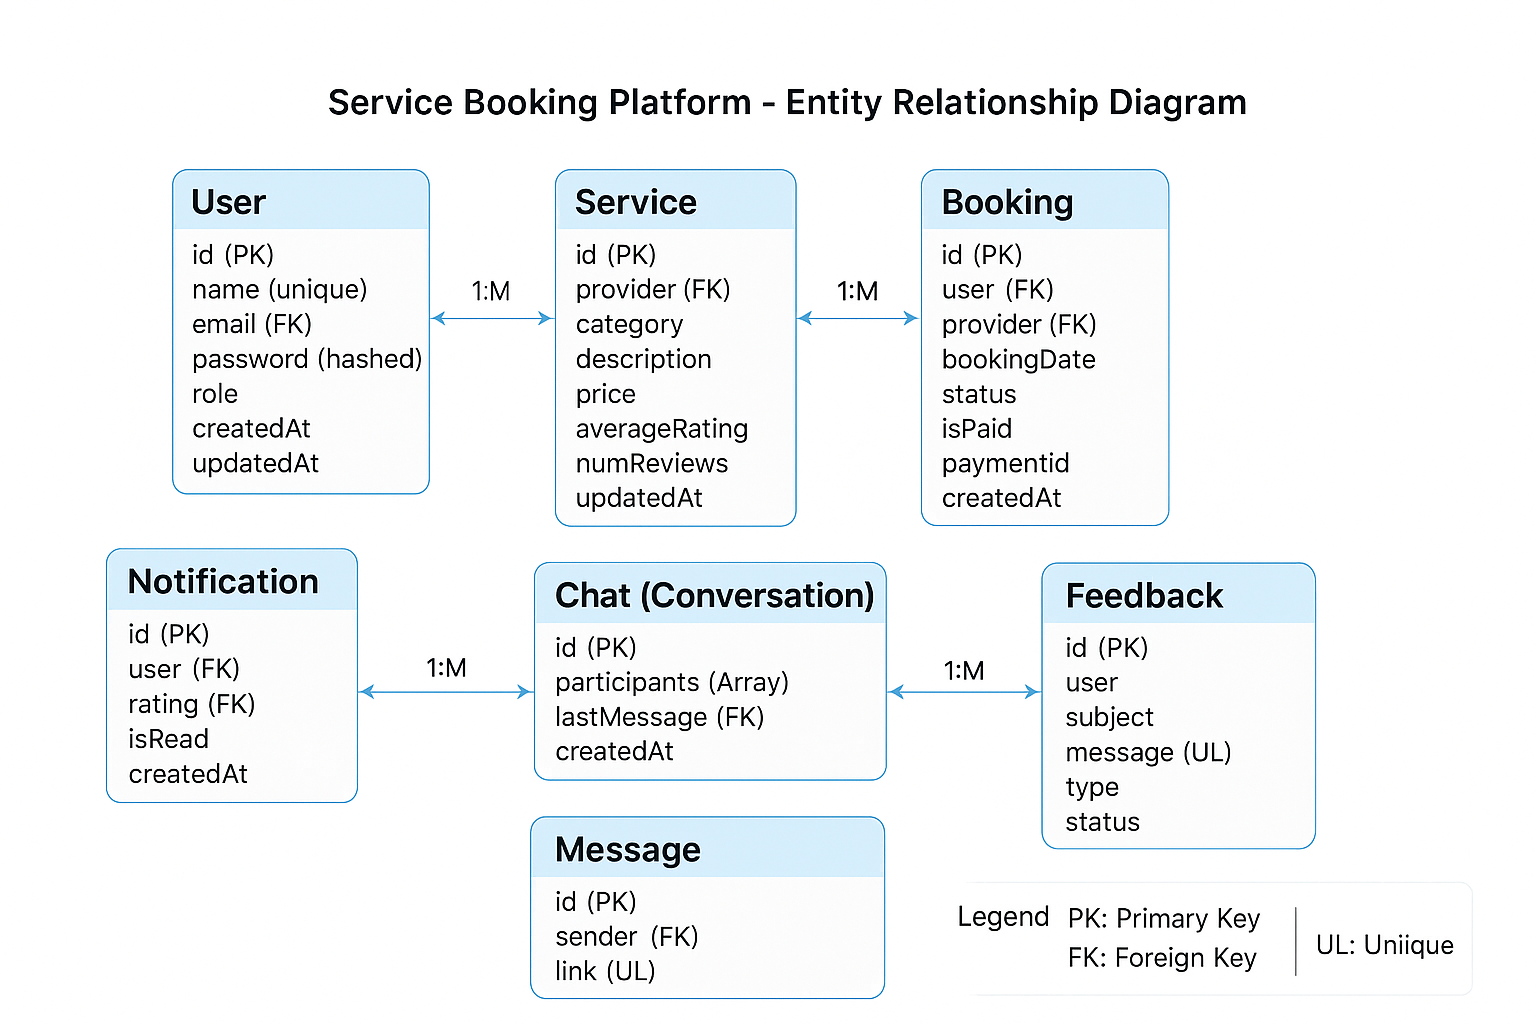 Service Booking Platform - Entity Relationship Diagram
User
id (PK)
name (unique)
email (FK)
password (hashed)
role
createdAt
updatedAt
1:M
Service
id (PK)
provider (FK)
category
description
price
averageRating
numReviews
updatedAt
1:M
Booking
id (PK)
user (FK)
provider (FK)
bookingDate
status
isPaid
paymentid
createdAt
Notification
id (PK)
user (FK)
rating (FK)
isRead
createdAt
1:M
Chat (Conversation)
id (PK)
participants (Array)
lastMessage (FK)
createdAt
1:M
Feedback
id (PK)
user
subject
message (UL)
type
status
Message
id (PK)
sender (FK)
link (UL)
Legend
PK: Primary Key
FK: Foreign Key
UL: Uniique